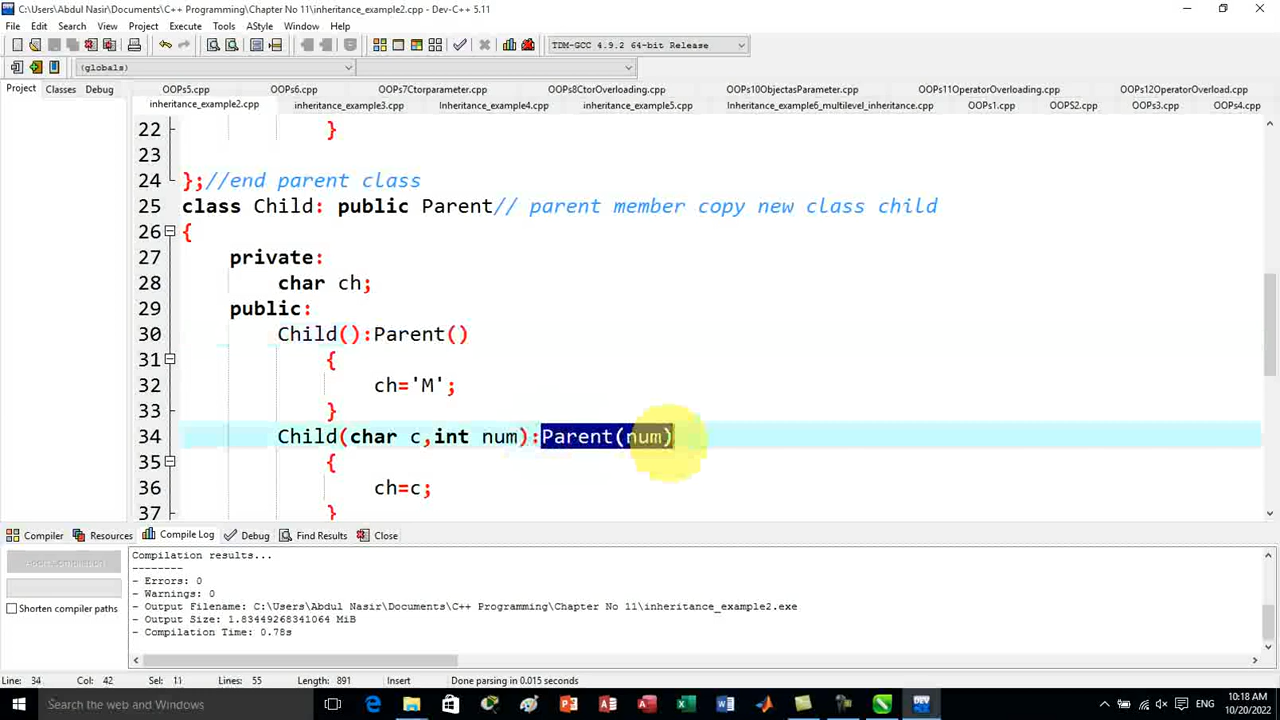 C:\Users\Abdul Nasir\Documents\C++ Programming\Chapter No 11\inheritance_example2.cpp - Dev-C++ 5.11
File Edit Search View Project Execute Tools AStyle Window Help
TDM-GCC 4.9.2 64-bit Release
(globals)
Project Classes Debug
OOPs5.cpp OOPs6.cpp OOPs7Ctorparameter.cpp OOPs8CtorOverloading.cpp OOPs10ObjectasParameter.cpp OOPs11OperatorOverloading.cpp OOPs12OperatorOverload.cpp
inheritance_example2.cpp inheritance_example3.cpp Inheritance_example4.cpp inheritance_example5.cpp Inheritance_example6_multilevel_inheritance.cpp OOPs1.cpp OOPS2.cpp OOPs3.cpp OOPs4.cpp
22 }
23
24 };//end parent class
25 class Child: public Parent// parent member copy new class child
26 {
27 private:
28 char ch;
29 public:
30 Child():Parent()
31 {
32 ch='M';
33 }
34 Child(char c,int num):Parent(num)
35 {
36 ch=c;
37 }
Compiler Resources Compile Log Debug Find Results Close
Abort Compilation
Shorten compiler paths
Compilation results...
--------
- Errors: 0
- Warnings: 0
- Output Filename: C:\Users\Abdul Nasir\Documents\C++ Programming\Chapter No 11\inheritance_example2.exe
- Output Size: 1.83449268341064 MiB
- Compilation Time: 0.78s
Line: 34 Col: 42 Sel: 11 Lines: 55 Length: 891 Insert Done parsing in 0.015 seconds
Search the web and Windows
ENG
10:18 AM
10/20/2022